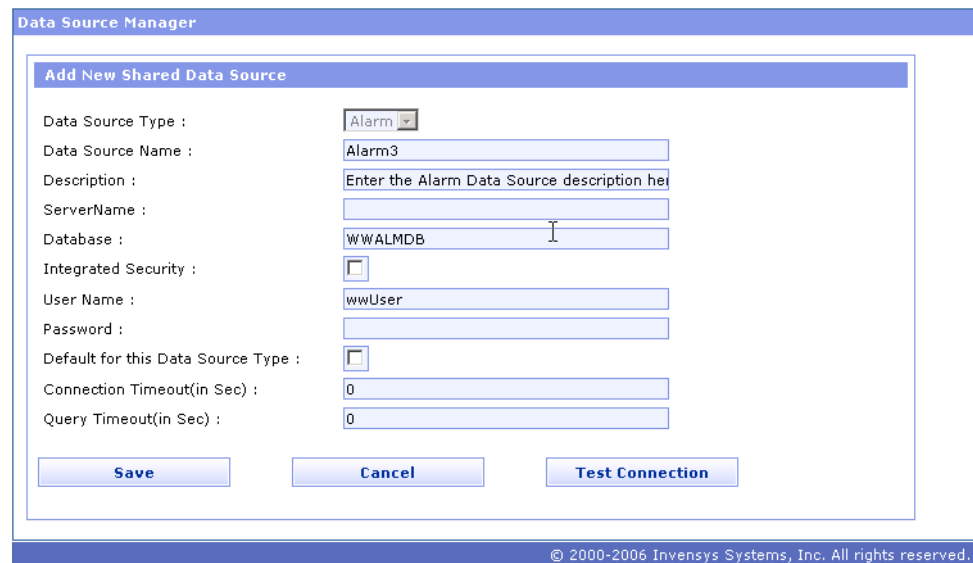 Data Source Manager
Add New Shared Data Source
Data Source Type : Alarm
Data Source Name : Alarm3
Description : Enter the Alarm Data Source description her
ServerName :
Database : WWALMDB
Integrated Security :
User Name : wwUser
Password :
Default for this Data Source Type :
Connection Timeout(in Sec) : 0
Query Timeout(in Sec) : 0
Save Cancel Test Connection
© 2000-2006 Invensys Systems, Inc. All rights reserved.